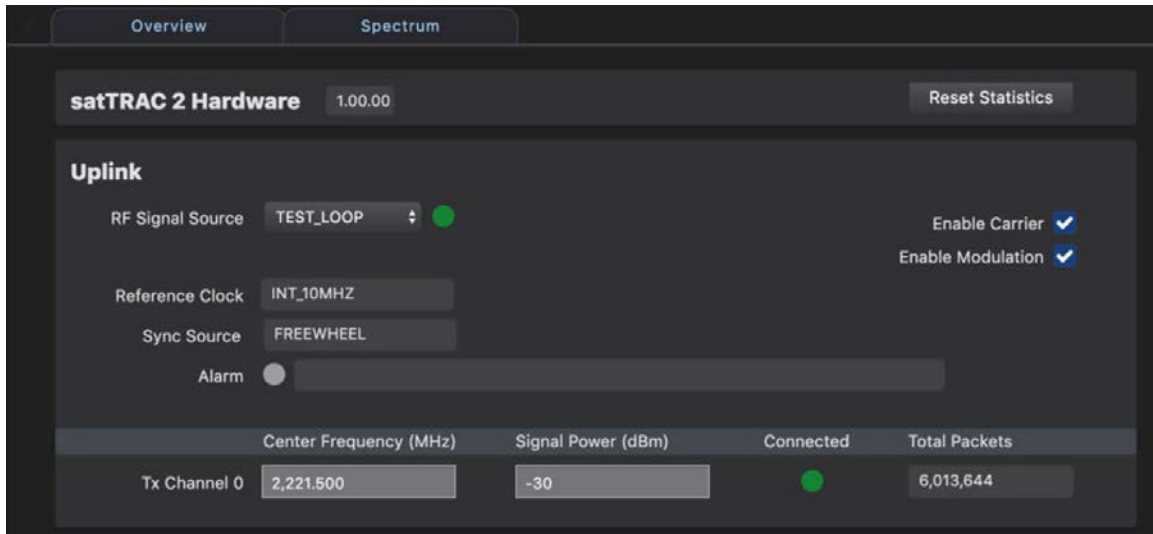 Overview Spectrum
satTRAC 2 Hardware 1.00.00 Reset Statistics
Uplink
RF Signal Source TEST_LOOP
Enable Carrier
Enable Modulation
Reference Clock INT_10MHZ
Sync Source FREEWHEEL
Alarm
Center Frequency (MHz) Signal Power (dBm) Connected Total Packets
Tx Channel 0 2,221.500 -30 6,013,644